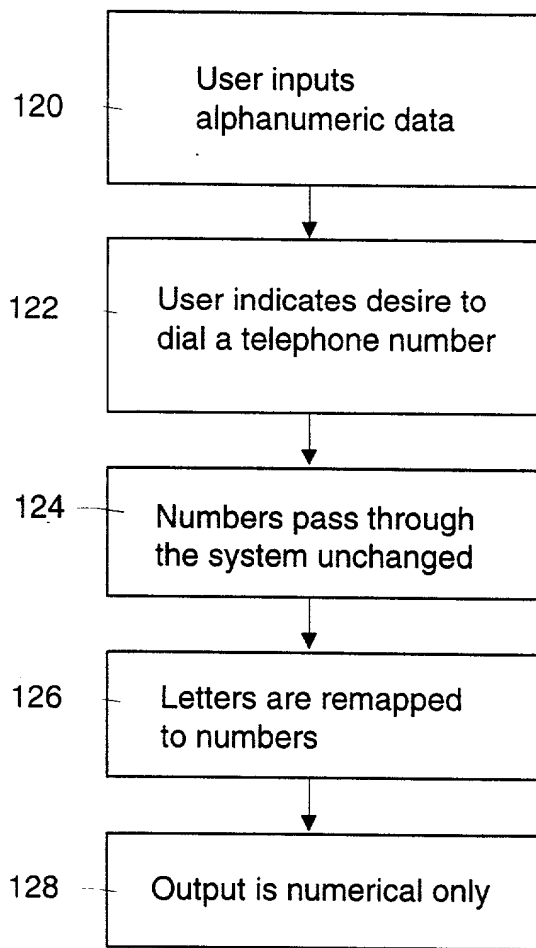 120
User inputs
alphanumeric data
122
User indicates desire to
dial a telephone number
124
Numbers pass through
the system unchanged
126
Letters are remapped
to numbers
128
Output is numerical only